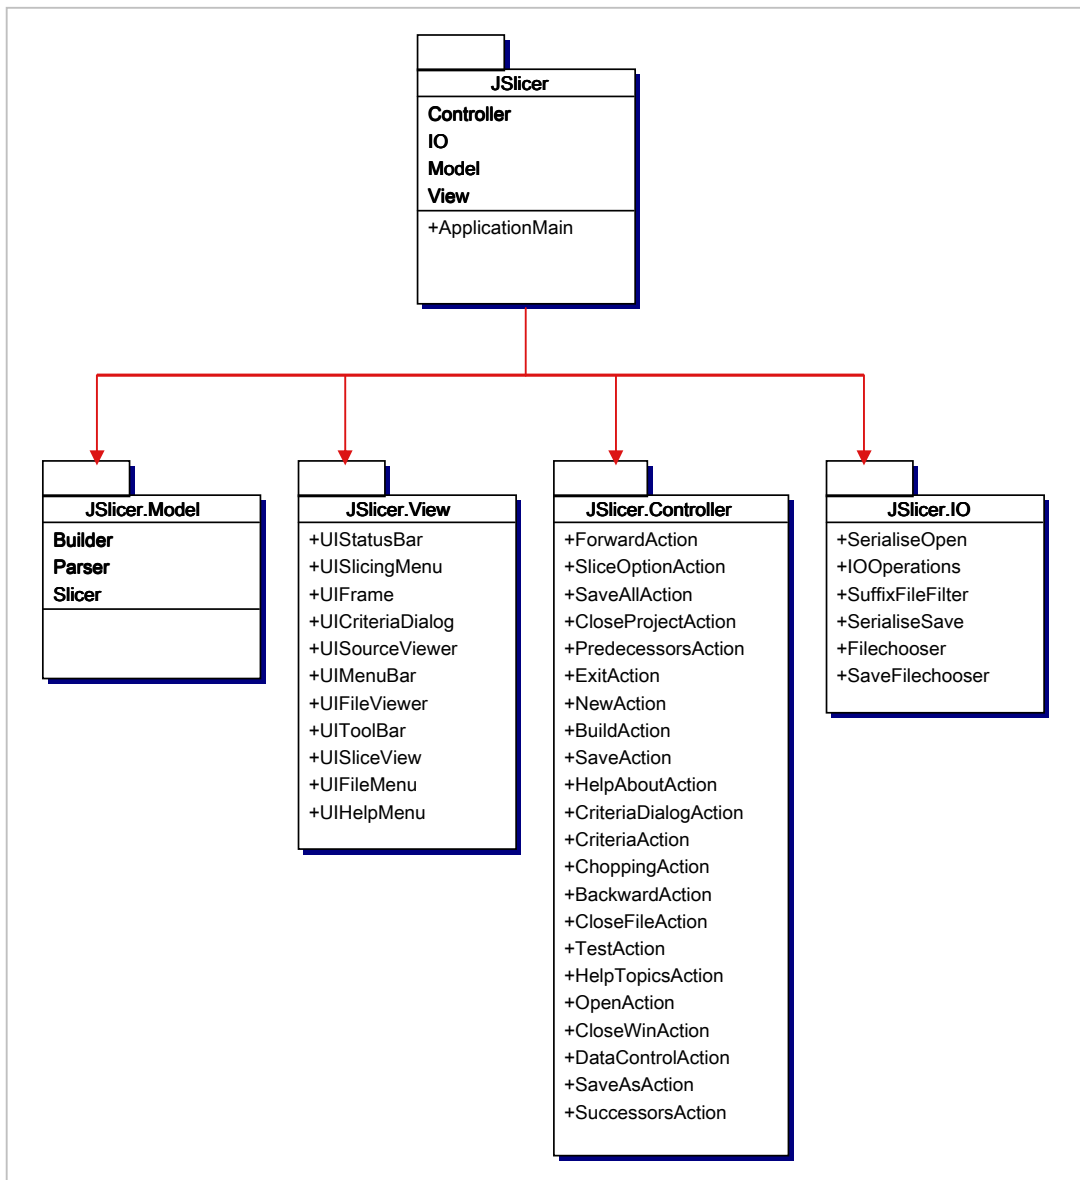 JSlicer
Controller
IO
Model
View
+ApplicationMain
JSlicer.Model
Builder
Parser
Slicer
JSlicer.View
+UIStatusBar
+UISlicingMenu
+UIFrame
+UICriteriaDialog
+UISourceViewer
+UIMenuBar
+UIFileViewer
+UIToolBar
+UISliceView
+UIFileMenu
+UIHelpMenu
JSlicer.Controller
+ForwardAction
+SliceOptionAction
+SaveAllAction
+CloseProjectAction
+PredecessorsAction
+ExitAction
+NewAction
+BuildAction
+SaveAction
+HelpAboutAction
+CriteriaDialogAction
+CriteriaAction
+ChoppingAction
+BackwardAction
+CloseFileAction
+TestAction
+HelpTopicsAction
+OpenAction
+CloseWinAction
+DataControlAction
+SaveAsAction
+SuccessorsAction
JSlicer.IO
+SerialiseOpen
+IOOperations
+SuffixFileFilter
+SerialiseSave
+Filechooser
+SaveFilechooser